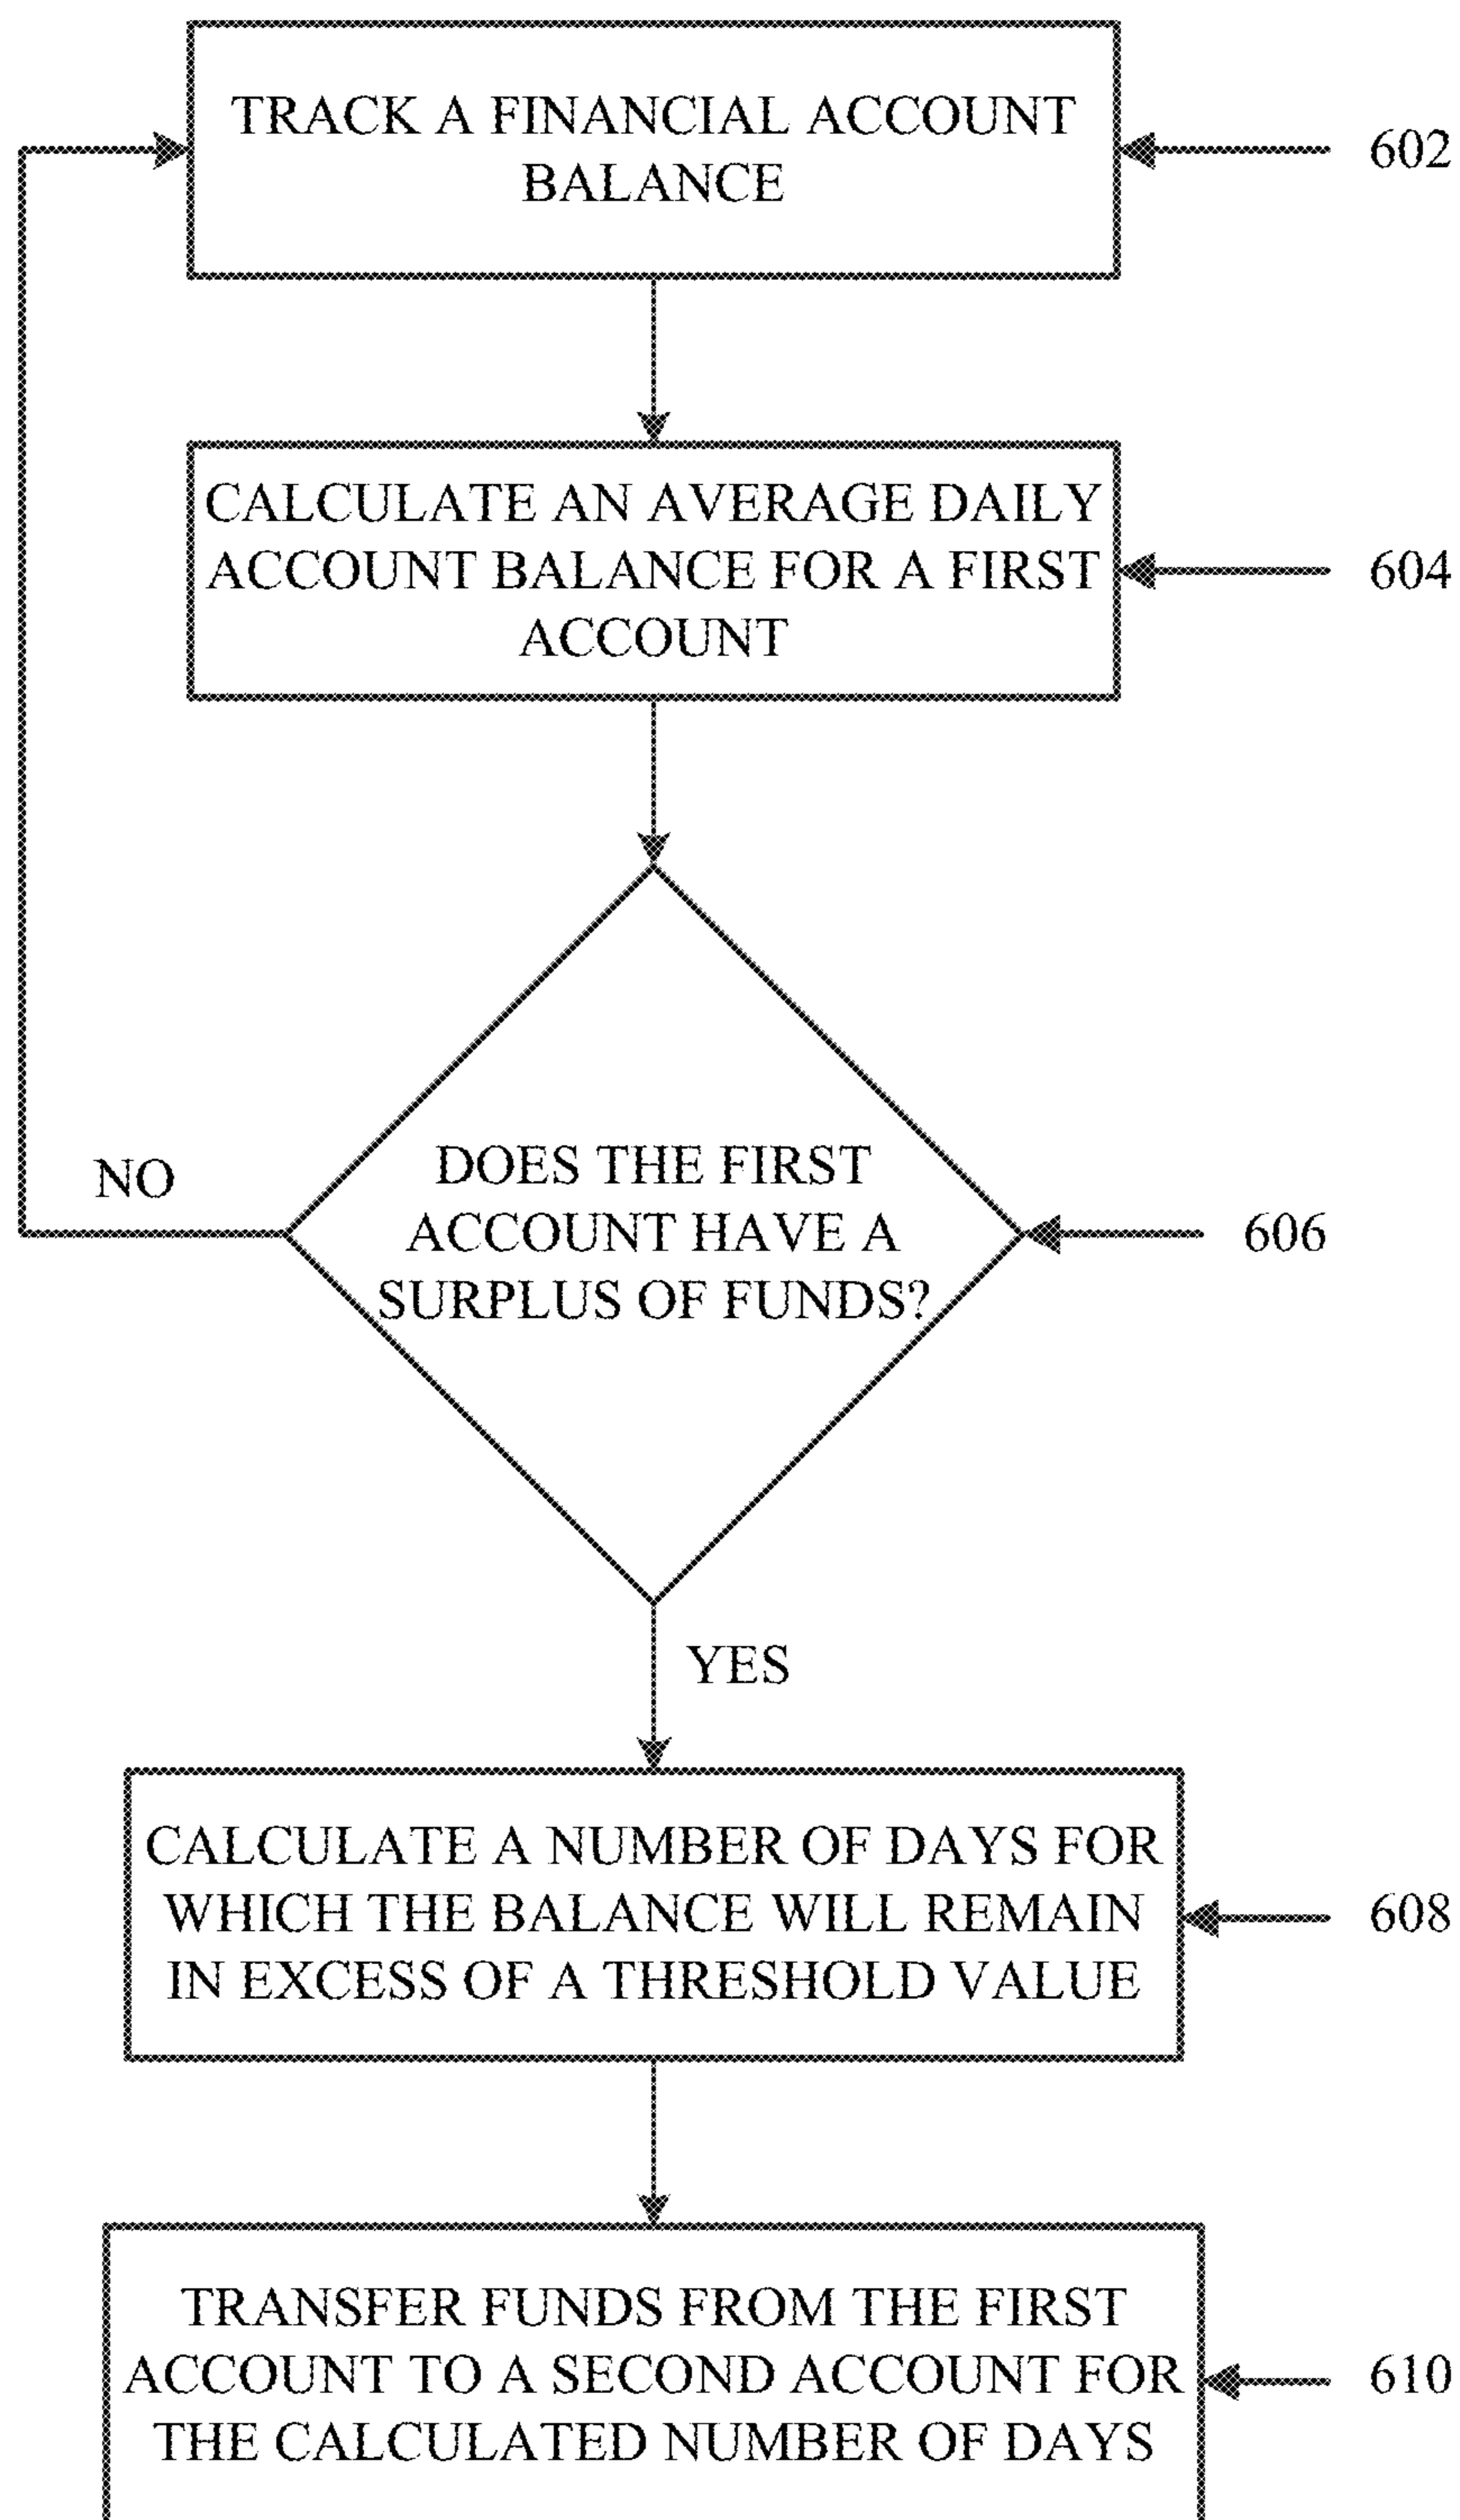 TRACK A FINANCIAL ACCOUNT
BALANCE
602
CALCULATE AN AVERAGE DAILY
ACCOUNT BALANCE FOR A FIRST
ACCOUNT
604
DOES THE FIRST
ACCOUNT HAVE A
SURPLUS OF FUNDS?
606
NO
YES
CALCULATE A NUMBER OF DAYS FOR
WHICH THE BALANCE WILL REMAIN
IN EXCESS OF A THRESHOLD VALUE
608
TRANSFER FUNDS FROM THE FIRST
ACCOUNT TO A SECOND ACCOUNT FOR
THE CALCULATED NUMBER OF DAYS
610